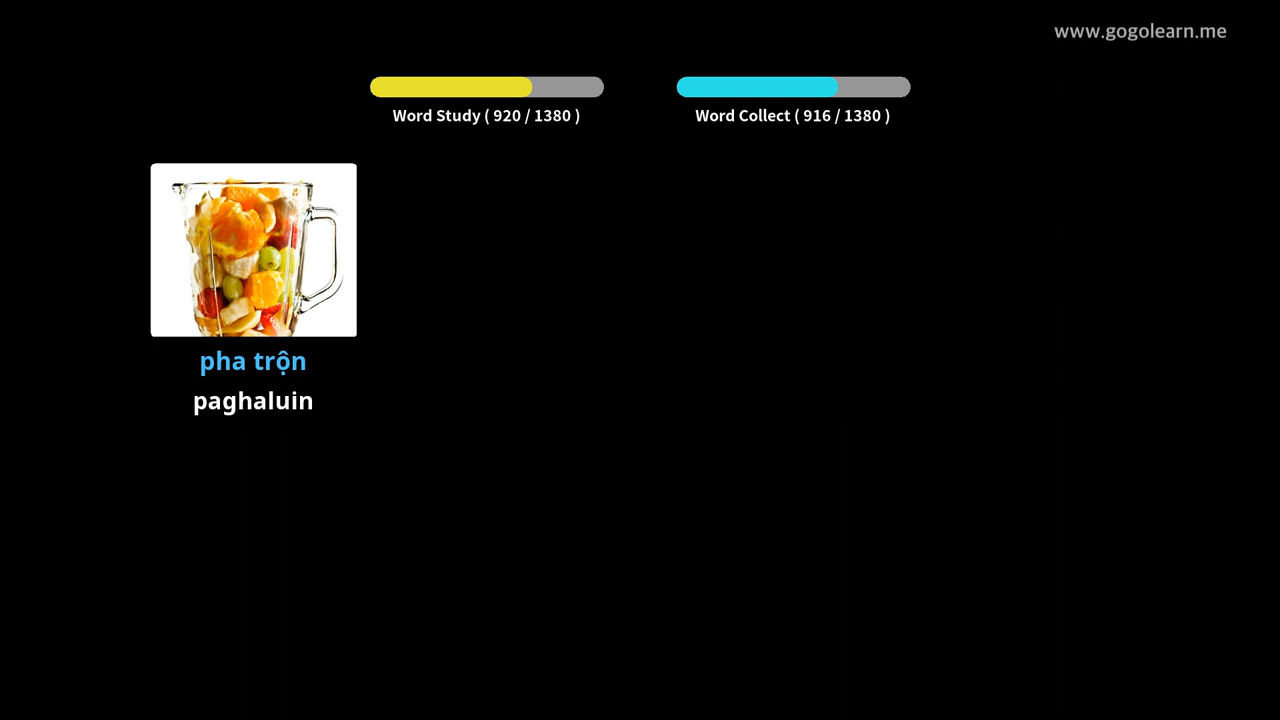 www.gogolearn.me
Word Study ( 920 / 1380 )
Word Collect ( 916 / 1380 )
pha trộn
paghaluin